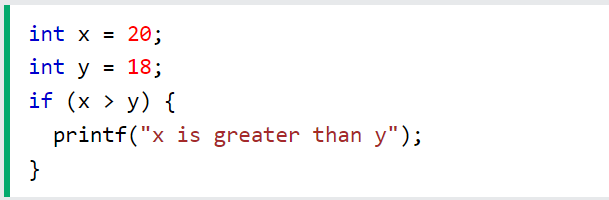 int x = 20;
int y = 18;
if (x > y) {
  printf("x is greater than y");
}